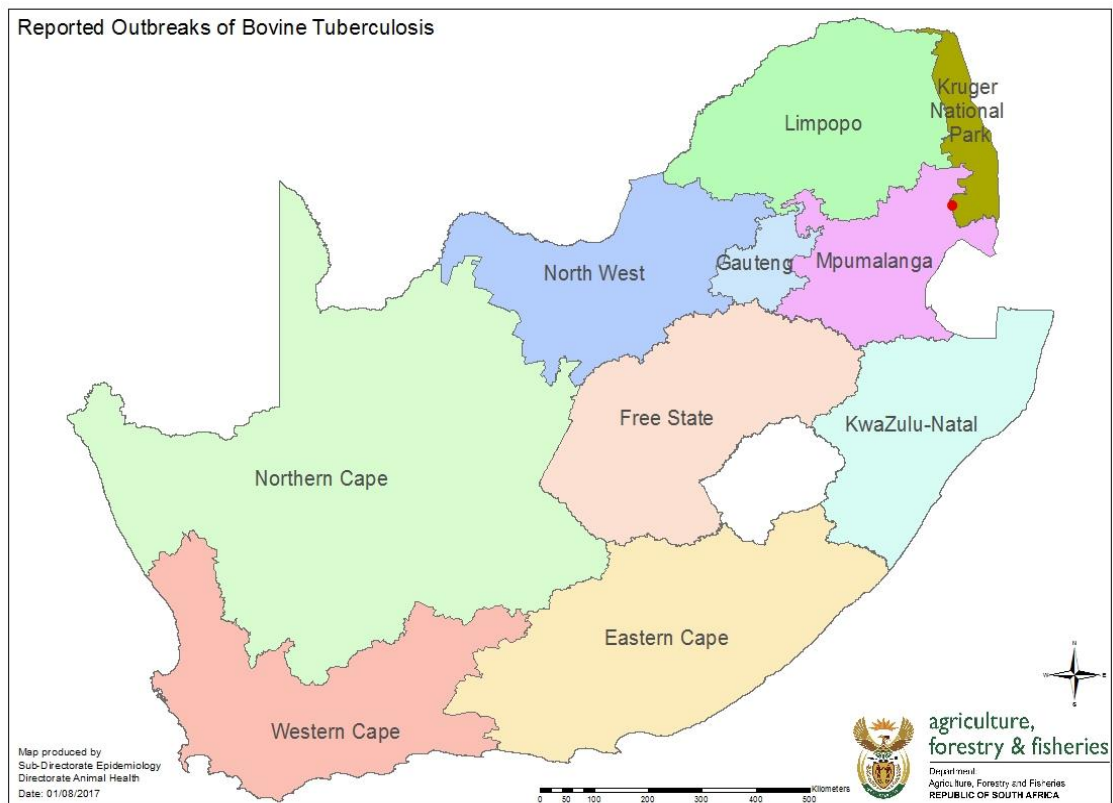 Reported Outbreaks of Bovine Tuberculosis
Kruger
National
Park
Limpopo
North West
Gauteng
Mpumalanga
Free State
KwaZulu-Natal
Northern Cape
Eastern Cape
Western Cape
N
W E
S
Map produced by
Sub-Directorate Epidemiology
Directorate Animal Health
Date: 01/08/2017
Kilometers
0 50 100 200 300 400 500
agriculture,
forestry & fisheries
Department:
Agriculture, Forestry and Fisheries
REPUBLIC OF SOUTH AFRICA